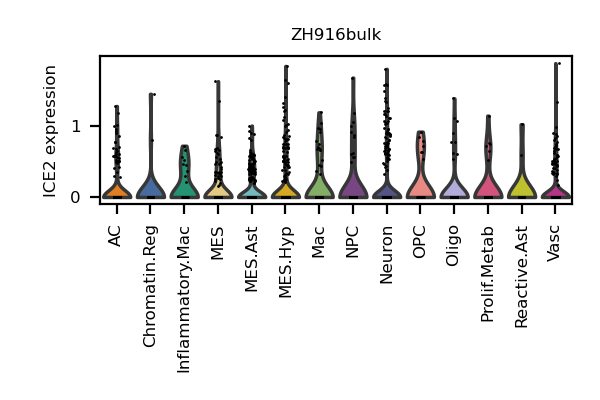 ZH916bulk
ICE2 expression
1
0
AC
Chromatin.Reg
Inflammatory.Mac
MES
MES.Ast
MES.Hyp
Mac
NPC
Neuron
OPC
Oligo
Prolif.Metab
Reactive.Ast
Vasc